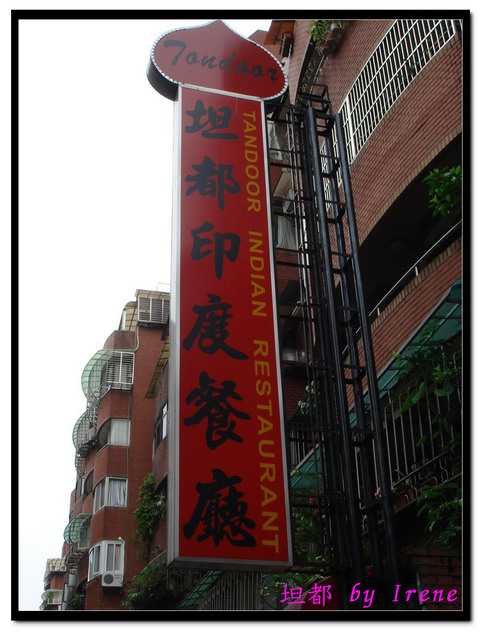 Tandoor
坦都印度餐廳
TANDOOR INDIAN RESTAURANT
坦都 by Irene